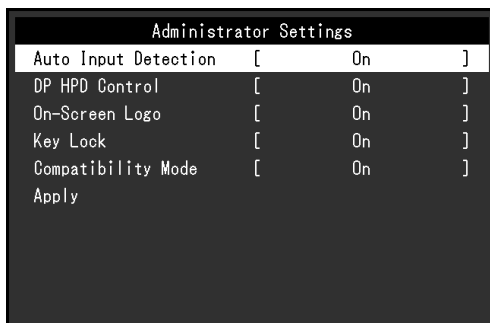 Administrator Settings
Auto Input Detection [ On ]
DP HPD Control [ On ]
On-Screen Logo [ On ]
Key Lock [ On ]
Compatibility Mode [ On ]
Apply